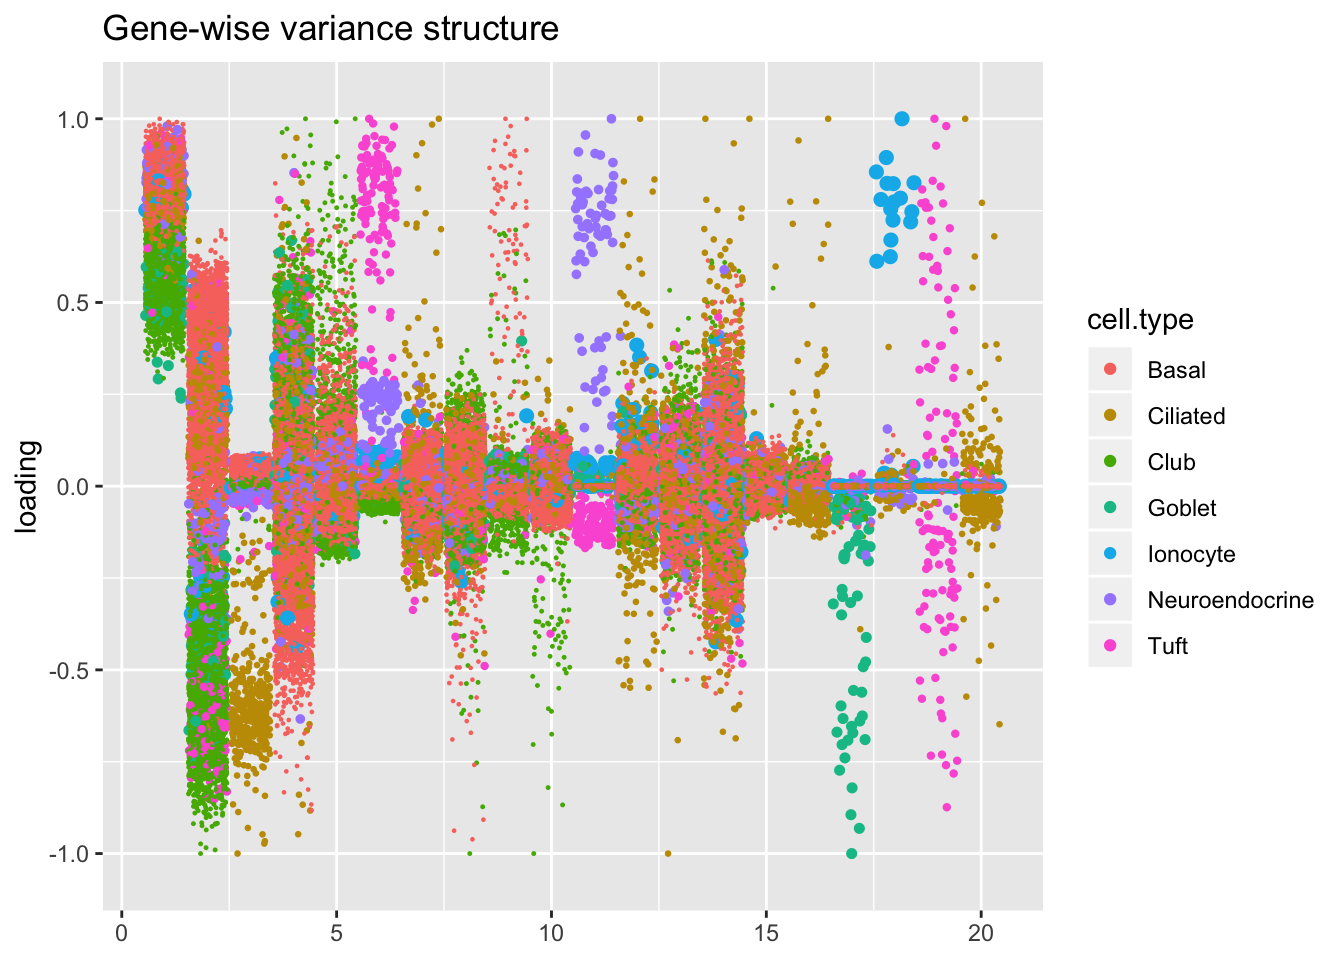 Gene-wise variance structure
1.0
0.5
0.0
-0.5
-1.0
loading
0
5
10
15
20
cell.type
Basal
Ciliated
Club
Goblet
Ionocyte
Neuroendocrine
Tuft